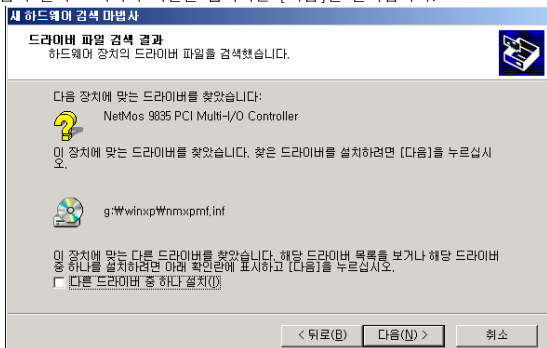 새 하드웨어 검색 마법사
드라이버 파일 검색 결과
하드웨어 장치의 드라이버 파일을 검색했습니다.
다음 장치에 맞는 드라이버를 찾았습니다:
NetMos 9835 PCI Multi-I/O Controller
이 장치에 맞는 드라이버를 찾았습니다. 찾은 드라이버를 설치하려면 [다음]을 누르십시
오.
g:₩winxp₩nmxpmf.inf
이 장치에 맞는 다른 드라이버를 찾았습니다. 해당 드라이버 목록을 보거나 해당 드라이버
중 하나를 설치하려면 아래 확인란에 표시하고 [다음]을 누르십시오.
다른 드라이버 중 하나 설치(I)
< 뒤로(B) 다음(N) > 취소